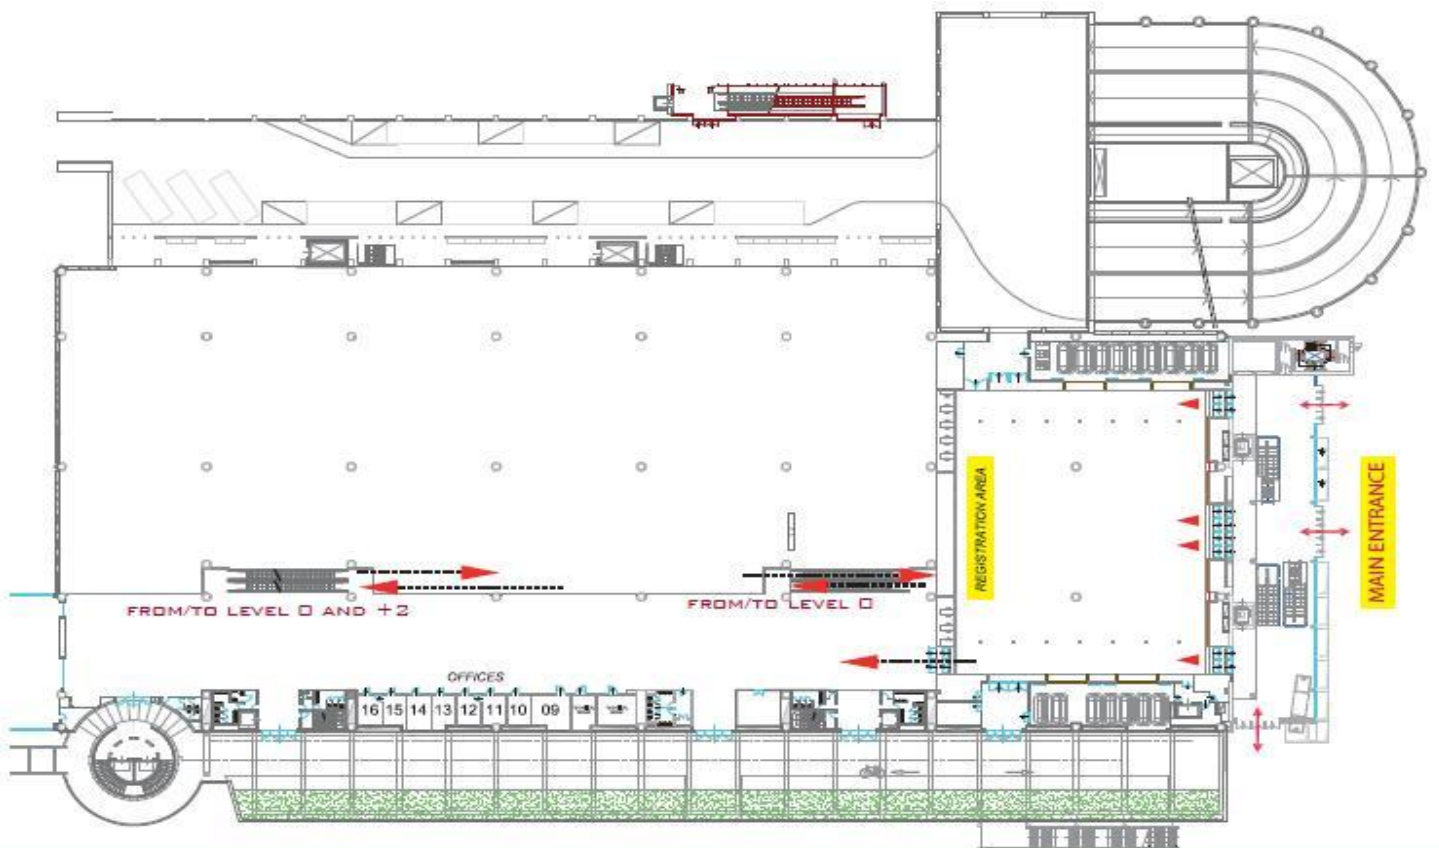 REGISTRATION AREA
MAIN ENTRANCE
FROM/TO LEVEL 0 AND +2
FROM/TO LEVEL 0
OFFICES
16 15 14 13 12 11 10 09